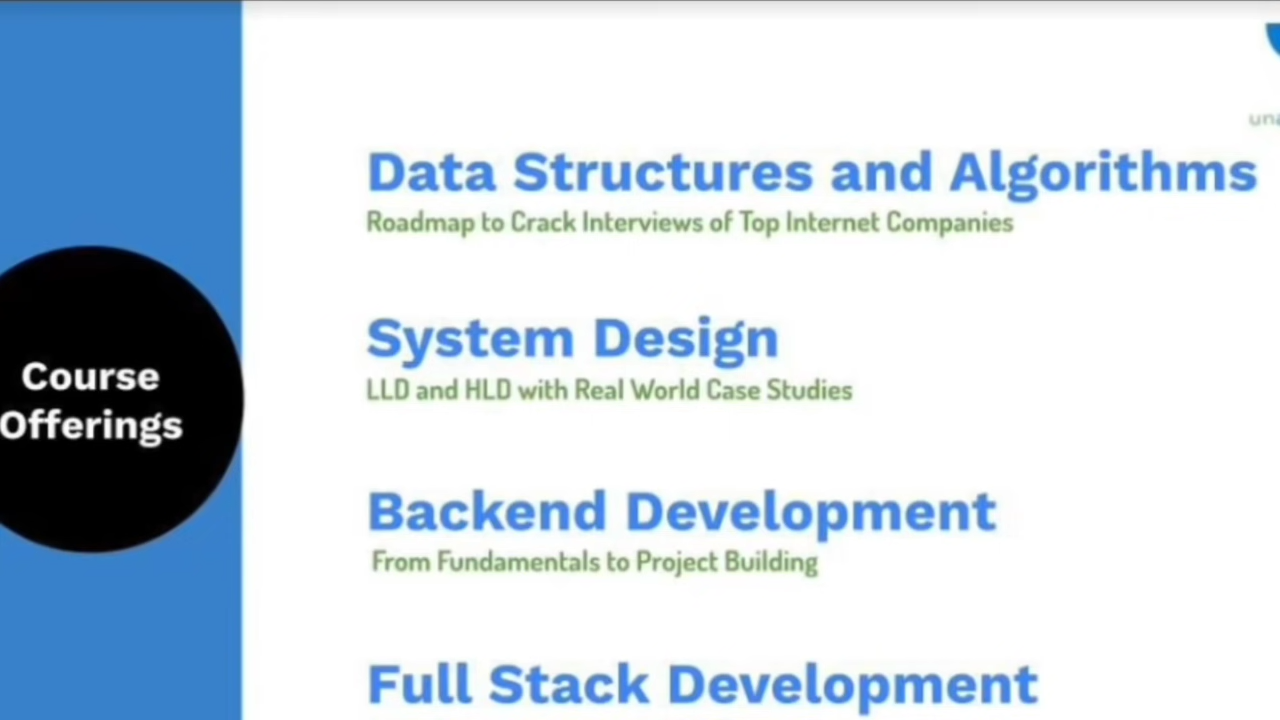 Data Structures and Algorithms
Roadmap to Crack Interviews of Top Internet Companies
System Design
LLD and HLD with Real World Case Studies
Course
Offerings
Backend Development
From Fundamentals to Project Building
Full Stack Development